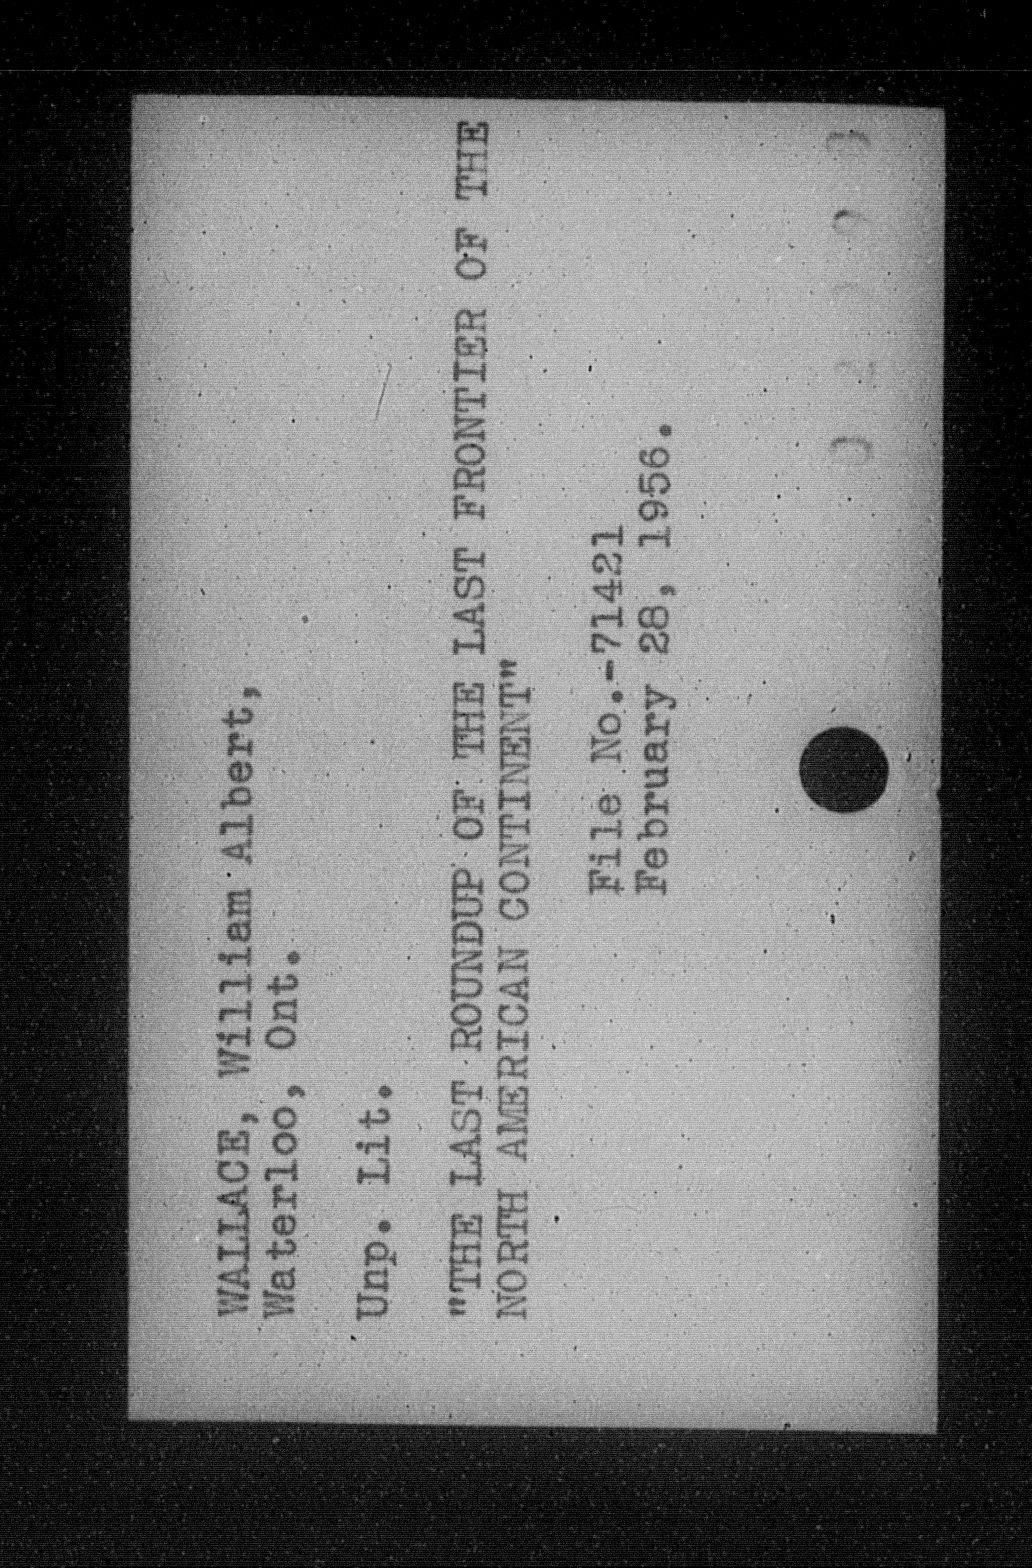 WALLACE, William Albert,
Waterloo, Ont.
Unp. Lit.
"THE LAST ROUNDUP OF THE LAST FRONTIER OF THE
NORTH AMERICAN CONTINENT"
File No.-71421
February 28, 1956.